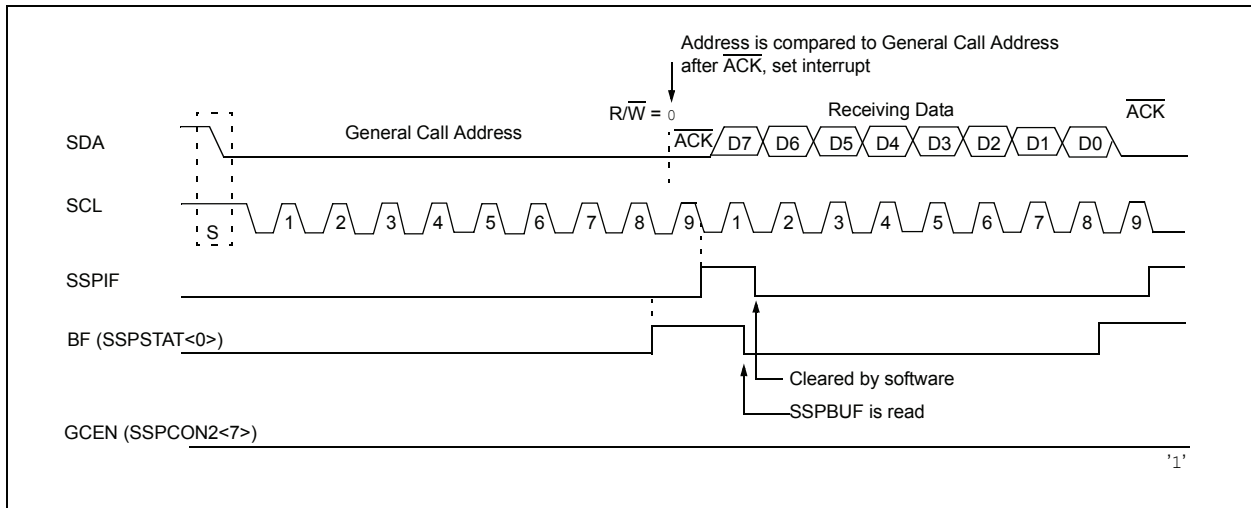 Address is compared to General Call Address
after ACK, set interrupt
R/W = 0
Receiving Data
ACK
General Call Address
SDA
ACK
D7 D6 D5 D4 D3 D2 D1 D0
SCL
S
1 2 3 4 5 6 7 8 9 1 2 3 4 5 6 7 8 9
SSPIF
BF (SSPSTAT<0>)
Cleared by software
SSPBUF is read
GCEN (SSPCON2<7>)
'1'